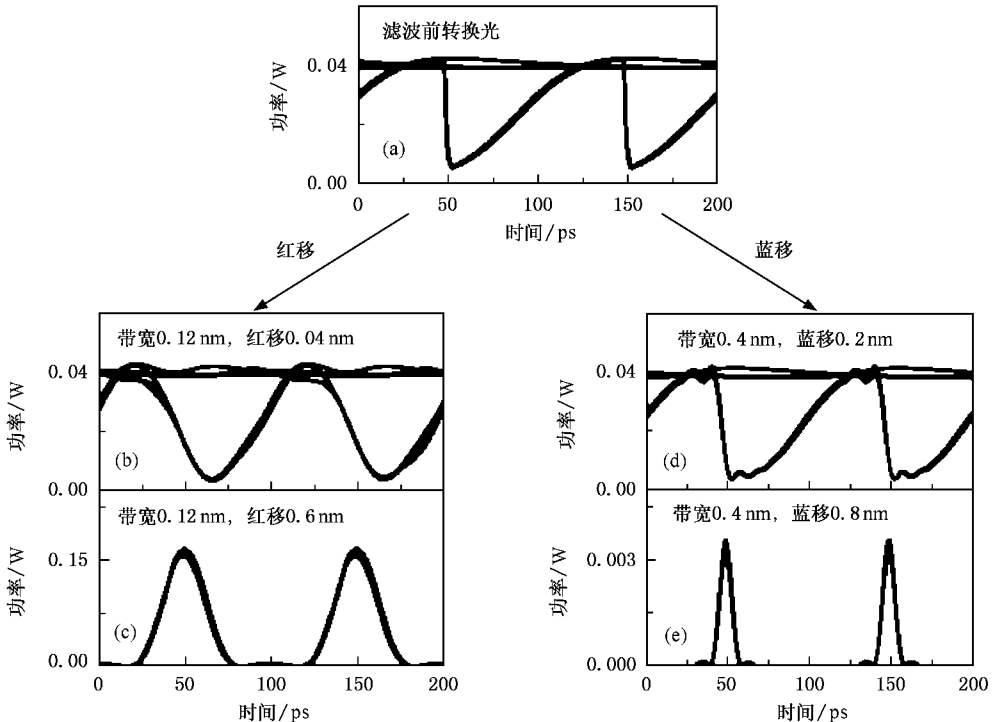 滤波前转换光
功率/W
0.04
0.00
(a)
0 50 100 150 200
时间/ps
红移
蓝移
带宽0.12 nm, 红移0.04 nm
功率/W
0.04
0.00
(b)
带宽0.12 nm, 红移0.6 nm
功率/W
0.15
0.00
(c)
0 50 100 150 200
时间/ps
带宽0.4 nm, 蓝移0.2 nm
功率/W
0.04
0.00
(d)
带宽0.4 nm, 蓝移0.8 nm
功率/W
0.003
0.000
(e)
0 50 100 150 200
时间/ps